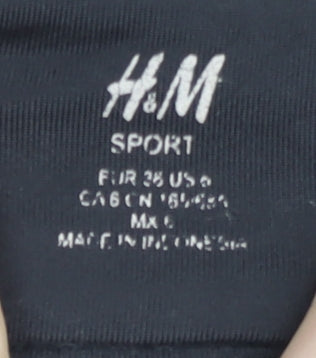 H&M
SPORT
EUR 36 US 6
CA 6 CN
MX 6
MADE IN INDONESIA